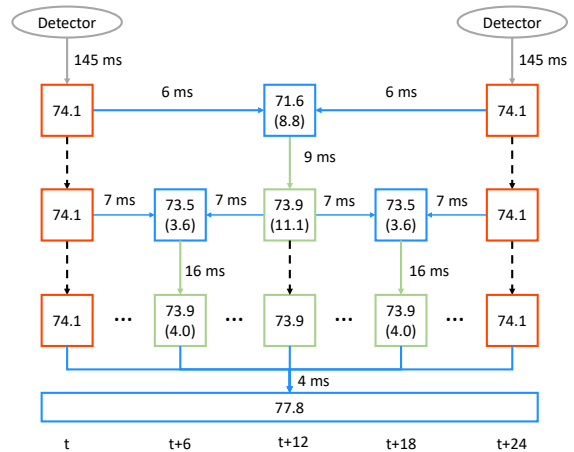 Detector Detector
145 ms 145 ms
6 ms 6 ms
74.1 71.6 74.1
(8.8)
9 ms
7 ms 7 ms 7 ms 7 ms
74.1 73.5 73.9 73.5 74.1
(3.6) (11.1) (3.6)
16 ms 16 ms
74.1 ... 73.9 ... 73.9 ... 73.9 ... 74.1
(4.0) (4.0)
4 ms
77.8
t t+6 t+12 t+18 t+24